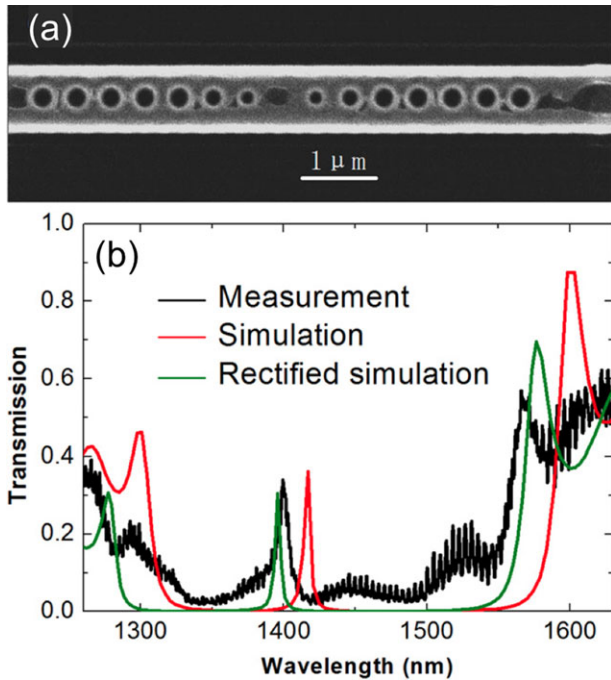 (a)
1 μm
(b)
1.0
0.8
0.6
0.4
0.2
0.0
Transmission
Measurement
Simulation
Rectified simulation
1300
1400
1500
1600
Wavelength (nm)